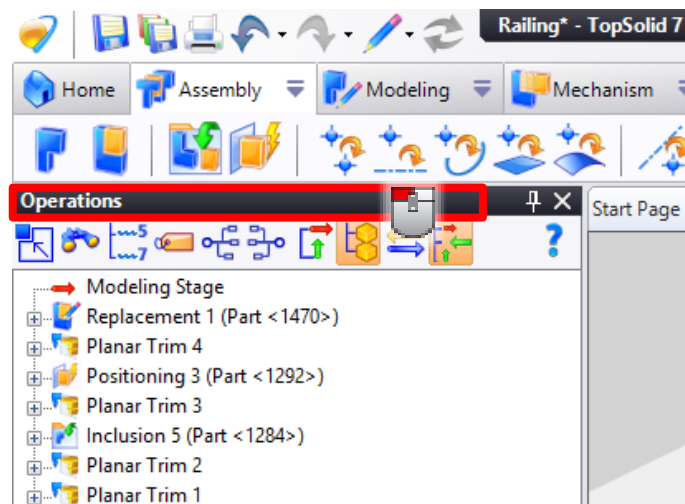 Railing* - TopSolid 7
Home
Assembly
Modeling
Mechanism
Operations
Start Page
5
7
?
Modeling Stage
Replacement 1 (Part <1470>)
Planar Trim 4
Positioning 3 (Part <1292>)
Planar Trim 3
Inclusion 5 (Part <1284>)
Planar Trim 2
Planar Trim 1